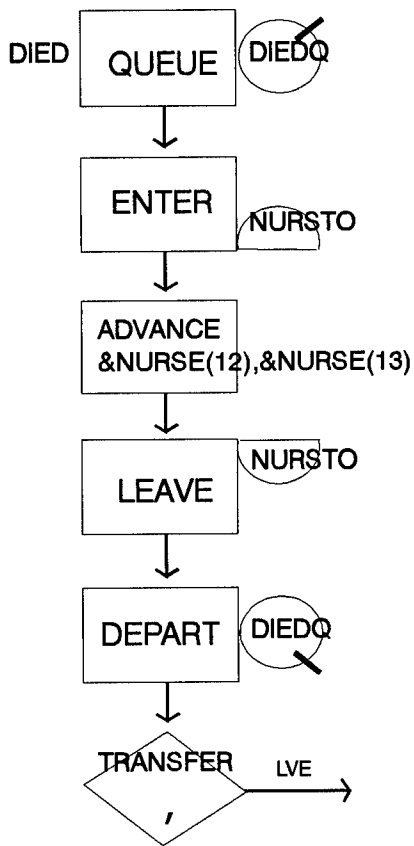 DIED QUEUE DIEDQ
ENTER
NURSTO
ADVANCE
&NURSE(12),&NURSE(13)
NURSTO
LEAVE
DEPART DIEDQ
TRANSFER LVE
,